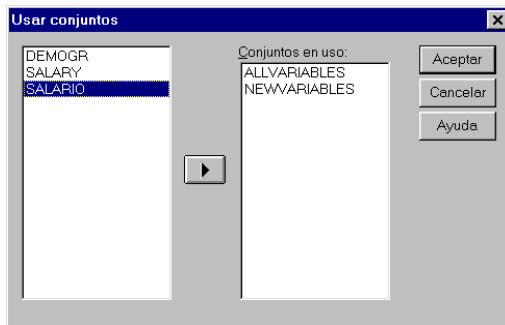 Usar conjuntos
DEMOGR
SALARY
SALARIO
Conjuntos en uso:
ALLVARIABLES
NEWVARIABLES
Aceptar
Cancelar
Ayuda